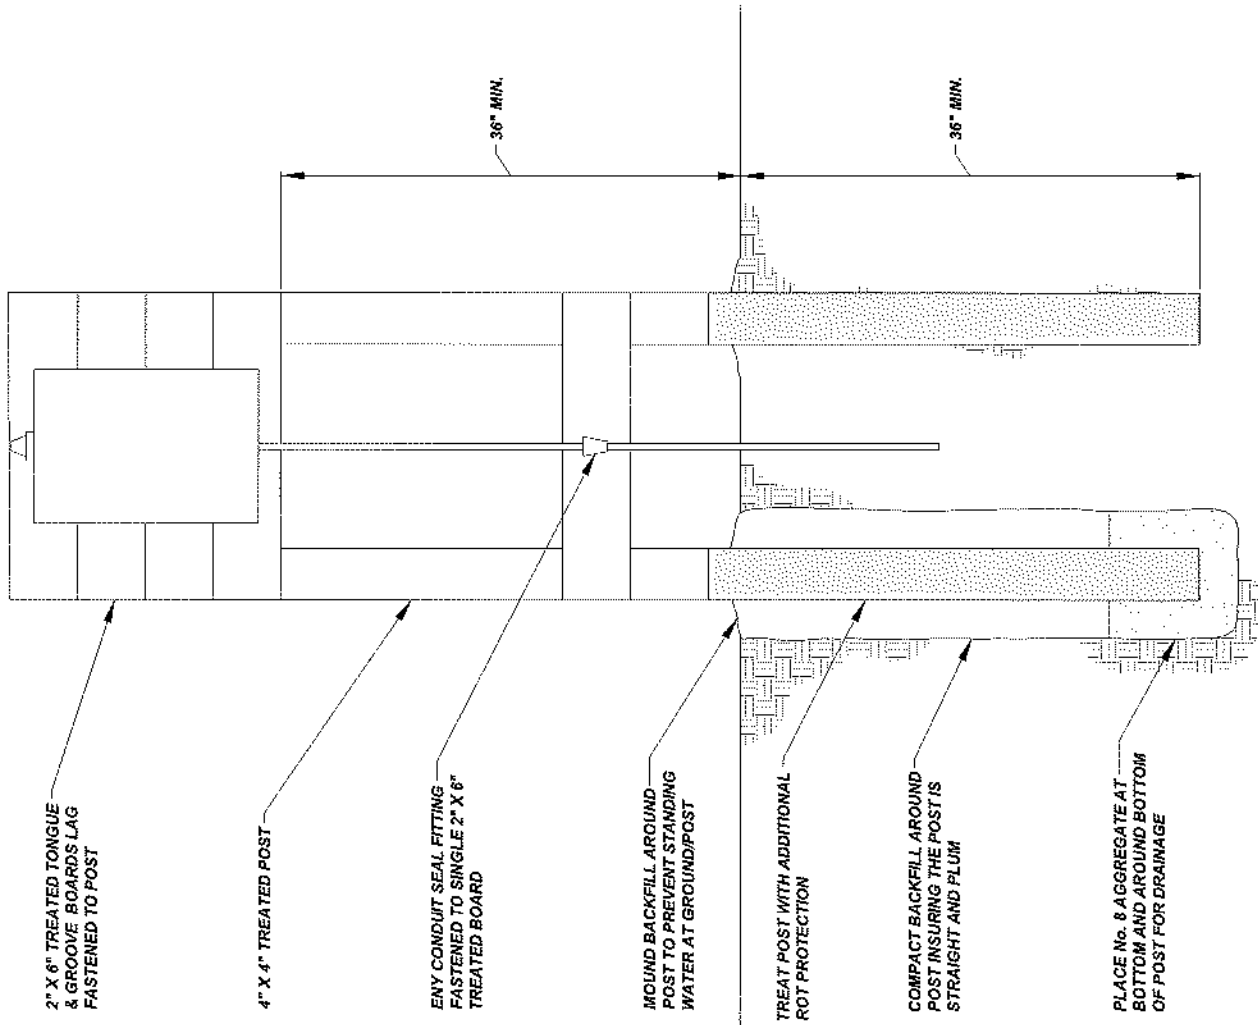 2" X 6" TREATED TONGUE
& GROOVE BOARDS LAG
FASTENED TO POST
4" X 4" TREATED POST
ENY CONDUIT SEAL FITTING
FASTENED TO SINGLE 2" X 6"
TREATED BOARD
MOUND BACKFILL AROUND
POST TO PREVENT STANDING
WATER AT GROUND/POST
TREAT POST WITH ADDITIONAL
ROT PROTECTION
COMPACT BACKFILL AROUND
POST INSURING THE POST IS
STRAIGHT AND PLUM
PLACE No. 8 AGGREGATE AT
BOTTOM AND AROUND BOTTOM
OF POST FOR DRAINAGE
36" MIN.
36" MIN.